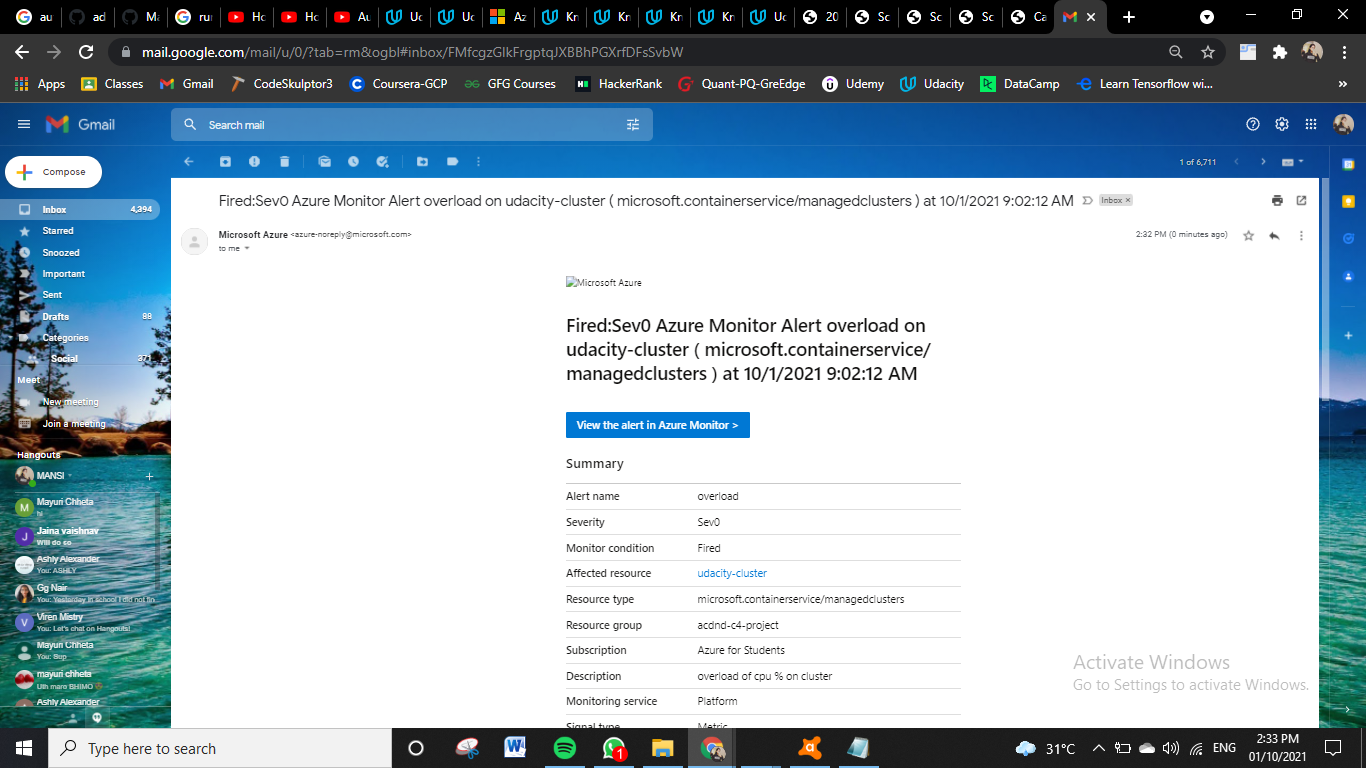 au
ad
Ma
rur
Ho
Ho
Au
Uc
Uc
Az
Kn
Kn
Kn
Kn
Uc
20
Sc
Sc
Sc
Ca
mail.google.com/mail/u/0/?tab=rm&ogbl#inbox/FMfcgzGlkFrgptqJXBBhPGXrfDFsSvbW
Apps
Classes
Gmail
CodeSkulptor3
Coursera-GCP
GFG Courses
HackerRank
Quant-PQ-GreEdge
Udemy
Udacity
DataCamp
Learn Tensorflow wi...
Gmail
Search mail
Compose
1 of 6,711
Inbox 4,394
Starred
Snoozed
Important
Sent
Drafts 88
Categories
Social 371
Meet
New meeting
Join a meeting
Hangouts
MANSI
Mayuri Chheta
hi
Jaina vaishnav
Will do so
Ashly Alexander
You: ASHLY
Gg Nair
You: Yesterday in school I did not fin
Viren Mistry
You: Let's chat on Hangouts!
Mayuri Chheta
You: Sup
mayuri chheta
Uth mare BHIMO
Ashly Alexander
Fired:Sev0 Azure Monitor Alert overload on udacity-cluster ( microsoft.containerservice/managedclusters ) at 10/1/2021 9:02:12 AM
Inbox ×
Microsoft Azure <azure-noreply@microsoft.com>
to me
2:32 PM (0 minutes ago)
Microsoft Azure
Fired:Sev0 Azure Monitor Alert overload on
udacity-cluster ( microsoft.containerservice/
managedclusters ) at 10/1/2021 9:02:12 AM
View the alert in Azure Monitor >
Summary
Alert name overload
Severity Sev0
Monitor condition Fired
Affected resource udacity-cluster
Resource type microsoft.containerservice/managedclusters
Resource group acdnd-c4-project
Subscription Azure for Students
Description overload of cpu % on cluster
Monitoring service Platform
Signal type Metric
Activate Windows
Go to Settings to activate Windows.
Type here to search
1
31°C
ENG
2:33 PM
01/10/2021